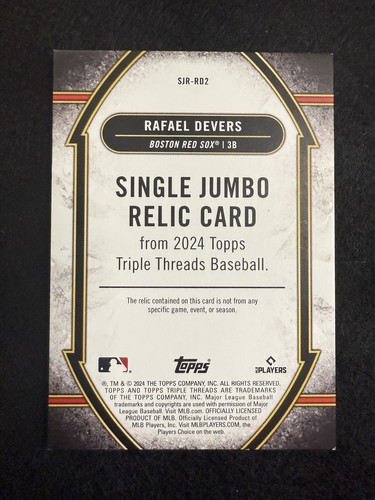 SJR-RD2
RAFAEL DEVERS
BOSTON RED SOX® | 3B
SINGLE JUMBO
RELIC CARD
from 2024 Topps
Triple Threads Baseball.
The relic contained on this card is not from any
specific game, event, or season.
Topps
PLAYERS
®, TM & © 2024 THE TOPPS COMPANY, INC. ALL RIGHTS RESERVED.
TOPPS AND TOPPS TRIPLE THREADS ARE TRADEMARKS
OF THE TOPPS COMPANY, INC. Major League Baseball
trademarks and copyrights are used with permission of Major
League Baseball. Visit MLB.com. OFFICIALLY LICENSED
PRODUCT OF MLB. Officially Licensed Product of
MLB Players, Inc. Visit MLBPLAYERS.com, the
Players Choice on the web.